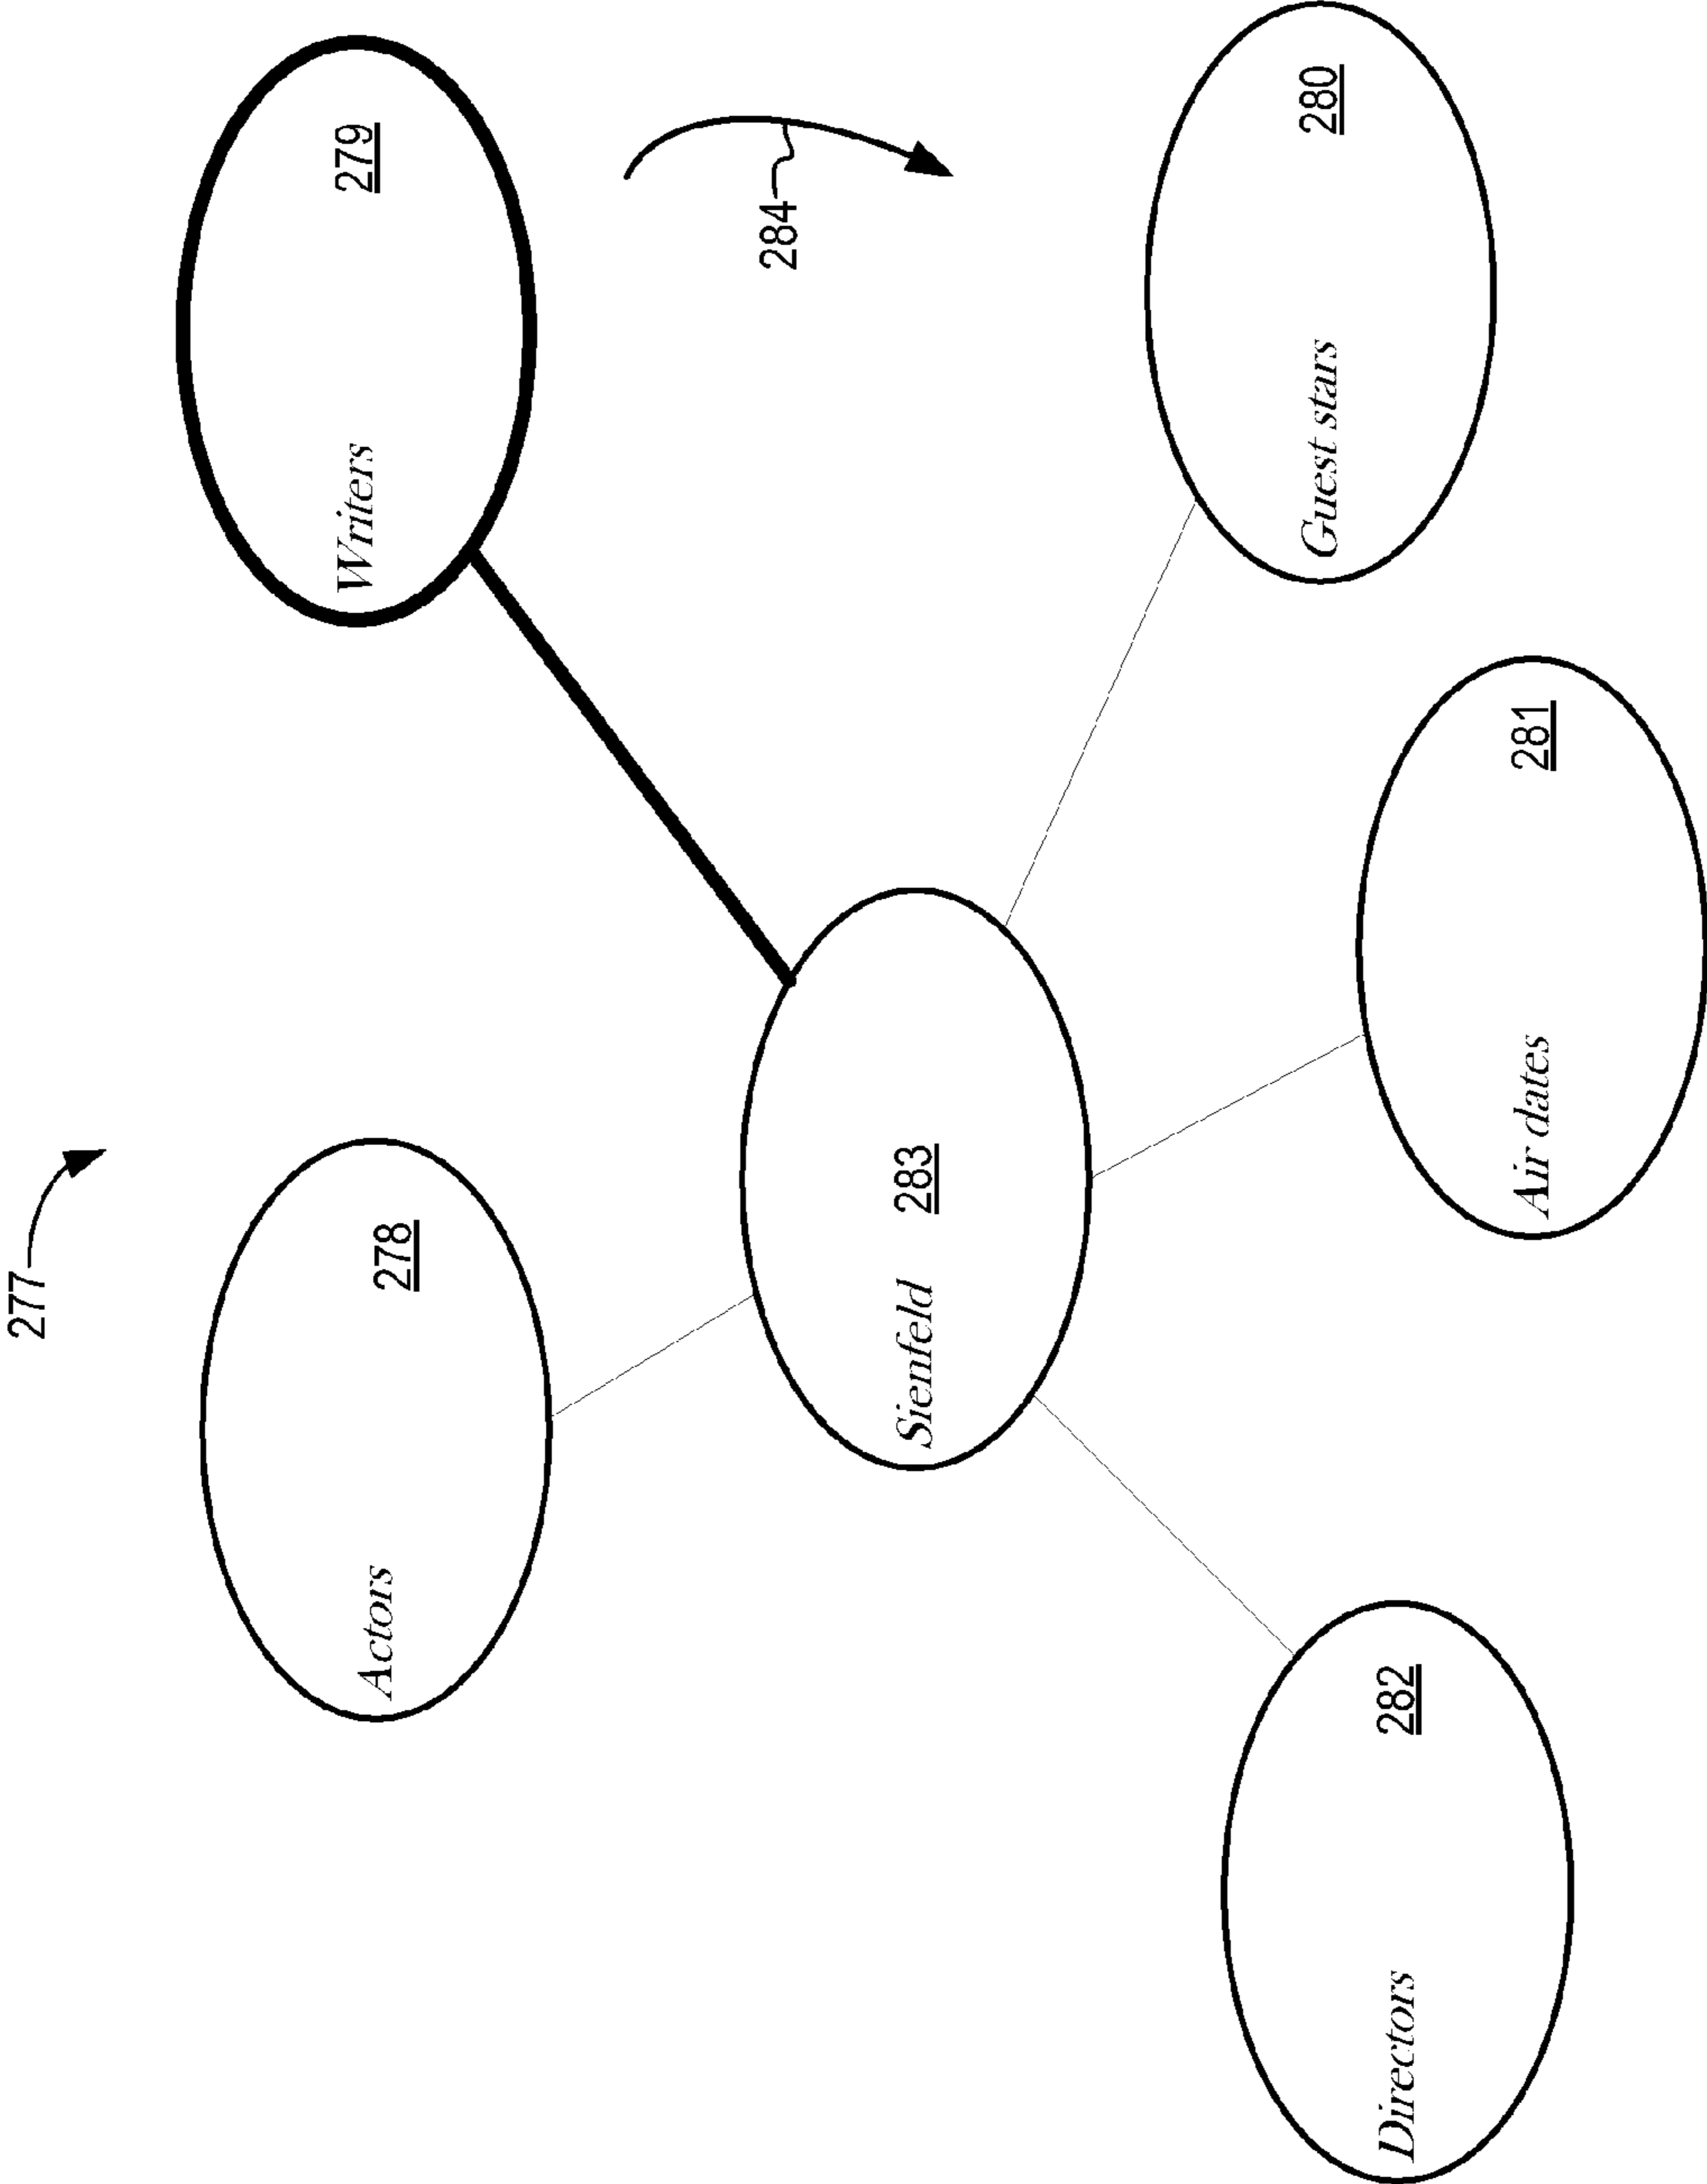 277
Actors 278
Writers 279
284
Sienfeld 283
Directors 282
Air dates 281
Guest stars 280